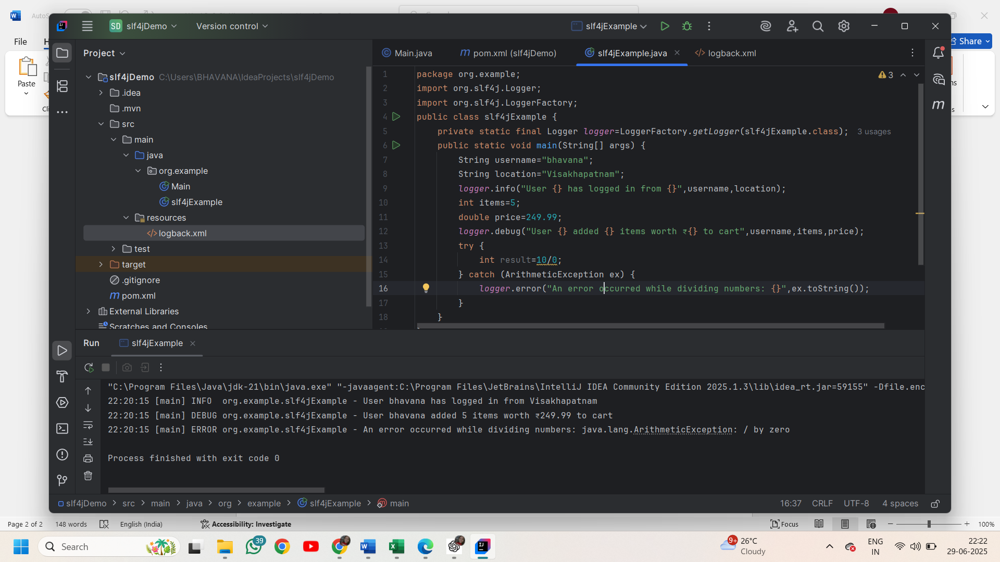 AutoS
File
H
Share
Paste
Cli
ns
s
SD slf4jDemo
Version control
slf4jExample
Project
slf4jDemo C:\Users\BHAVANA\IdeaProjects\slf4jDemo
.idea
.mvn
src
main
java
org.example
Main
slf4jExample
resources
</> logback.xml
test
target
.gitignore
m pom.xml
External Libraries
Scratches and Consoles
Main.java
m pom.xml (slf4jDemo)
slf4jExample.java
</> logback.xml
3
m
1 package org.example;
2 import org.slf4j.Logger;
3 import org.slf4j.LoggerFactory;
4 public class slf4jExample {
5 private static final Logger logger=LoggerFactory.getLogger(slf4jExample.class); 3 usages
6 public static void main(String[] args) {
7 String username="bhavana";
8 String location="Visakhapatnam";
9 logger.info("User {} has logged in from {}",username,location);
10 int items=5;
11 double price=249.99;
12 logger.debug("User {} added {} items worth ₹{} to cart",username,items,price);
13 try {
14 int result=10/0;
15 } catch (ArithmeticException ex) {
16 logger.error("An error occurred while dividing numbers: {}",ex.toString());
17 }
18 }
Run
slf4jExample
"C:\Program Files\Java\jdk-21\bin\java.exe" "-javaagent:C:\Program Files\JetBrains\IntelliJ IDEA Community Edition 2025.1.3\lib\idea_rt.jar=59155" -Dfile.enc
22:20:15 [main] INFO  org.example.slf4jExample - User bhavana has logged in from Visakhapatnam
22:20:15 [main] DEBUG org.example.slf4jExample - User bhavana added 5 items worth ₹249.99 to cart
22:20:15 [main] ERROR org.example.slf4jExample - An error occurred while dividing numbers: java.lang.ArithmeticException: / by zero
Process finished with exit code 0
slf4jDemo > src > main > java > org > example > slf4jExample > main
16:37 CRLF UTF-8 4 spaces
Page 2 of 2 148 words English (India) Accessibility: Investigate
Focus
100%
Search
39
9+
26°C
Cloudy
ENG
IN
22:22
29-06-2025